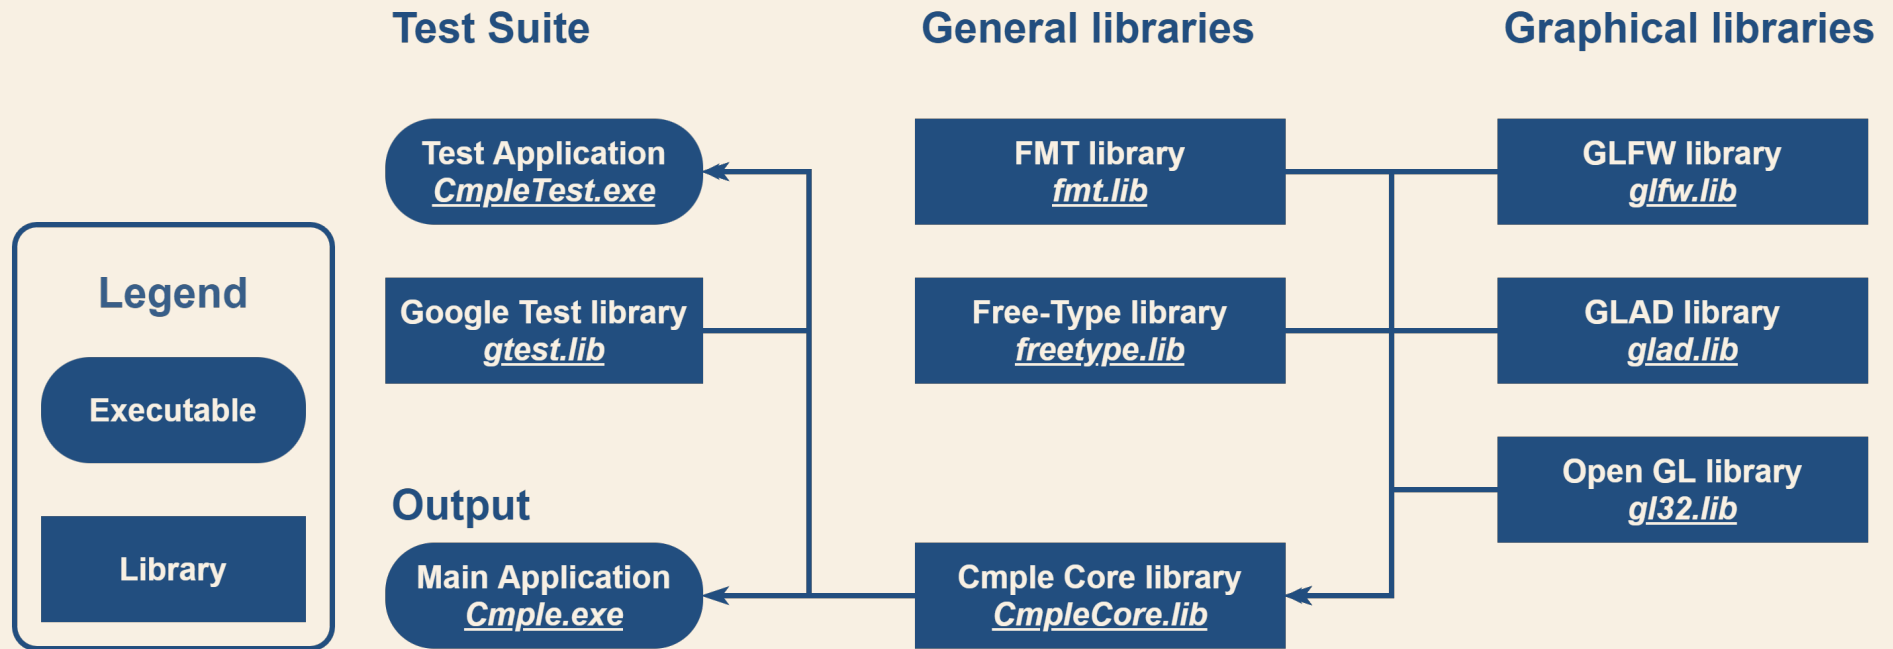 Test Suite
General libraries
Graphical libraries
Test Application
CmpleTest.exe
FMT library
fmt.lib
GLFW library
glfw.lib
Legend
Google Test library
gtest.lib
Free-Type library
freetype.lib
GLAD library
glad.lib
Executable
Open GL library
gl32.lib
Output
Library
Main Application
Cmple.exe
Cmple Core library
CmpleCore.lib